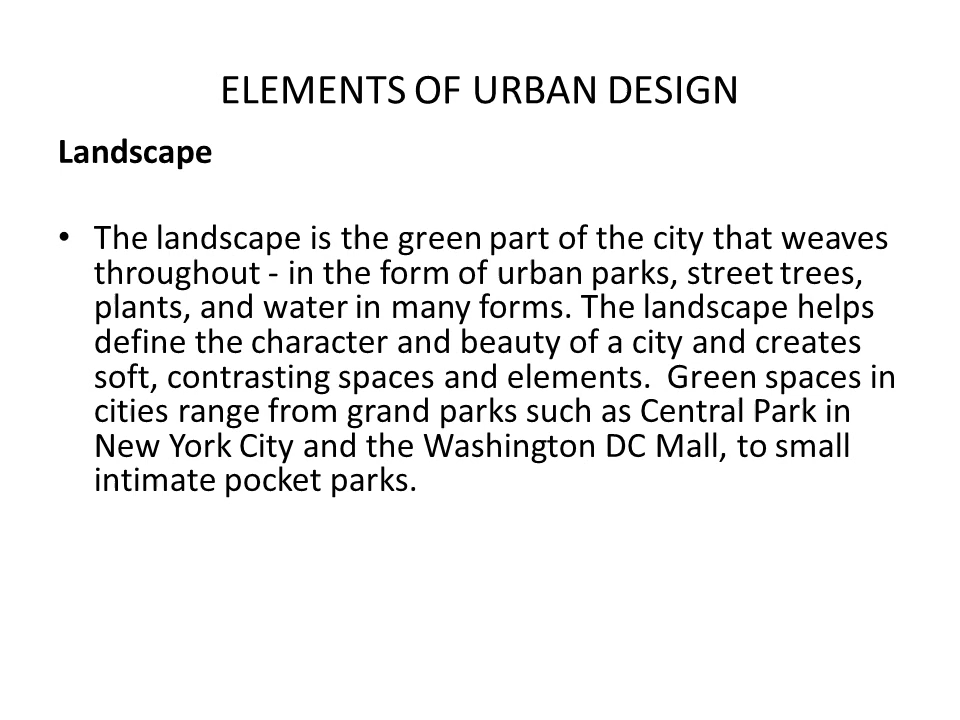 ELEMENTS OF URBAN DESIGN
Landscape
• The landscape is the green part of the city that weaves
throughout - in the form of urban parks, street trees,
plants, and water in many forms. The landscape helps
define the character and beauty of a city and creates
soft, contrasting spaces and elements.  Green spaces in
cities range from grand parks such as Central Park in
New York City and the Washington DC Mall, to small
intimate pocket parks.